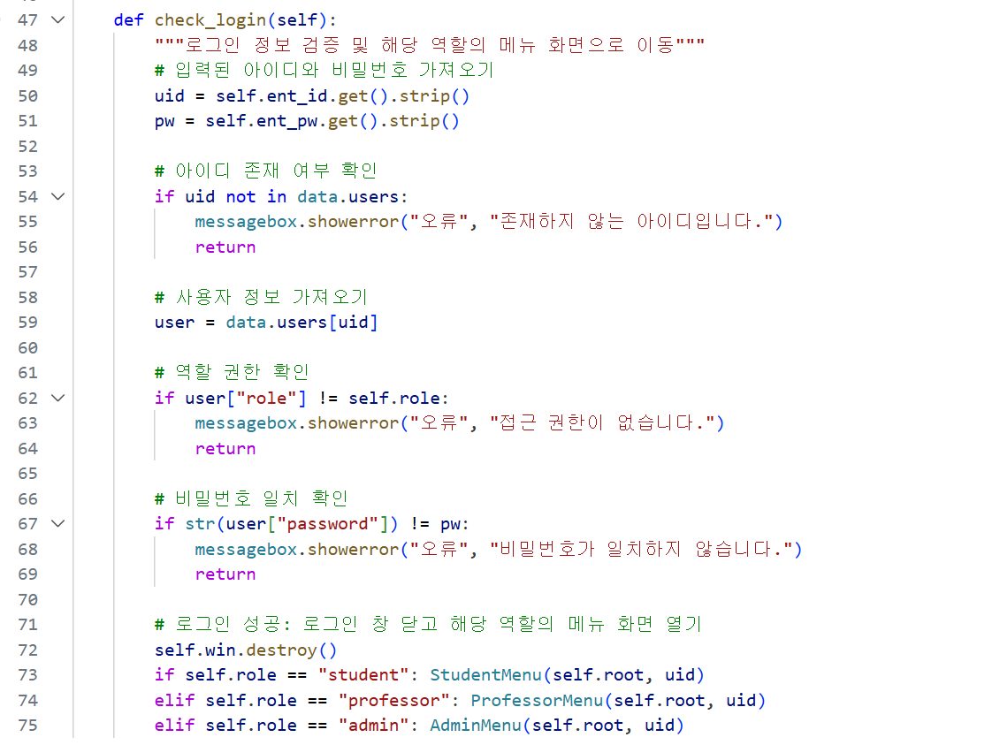 47 def check_login(self):
48 """로그인 정보 검증 및 해당 역할의 메뉴 화면으로 이동"""
49 # 입력된 아이디와 비밀번호 가져오기
50 uid = self.ent_id.get().strip()
51 pw = self.ent_pw.get().strip()
52
53 # 아이디 존재 여부 확인
54 if uid not in data.users:
55 messagebox.showerror("오류", "존재하지 않는 아이디입니다.")
56 return
57
58 # 사용자 정보 가져오기
59 user = data.users[uid]
60
61 # 역할 권한 확인
62 if user["role"] != self.role:
63 messagebox.showerror("오류", "접근 권한이 없습니다.")
64 return
65
66 # 비밀번호 일치 확인
67 if str(user["password"]) != pw:
68 messagebox.showerror("오류", "비밀번호가 일치하지 않습니다.")
69 return
70
71 # 로그인 성공: 로그인 창 닫고 해당 역할의 메뉴 화면 열기
72 self.win.destroy()
73 if self.role == "student": StudentMenu(self.root, uid)
74 elif self.role == "professor": ProfessorMenu(self.root, uid)
75 elif self.role == "admin": AdminMenu(self.root, uid)